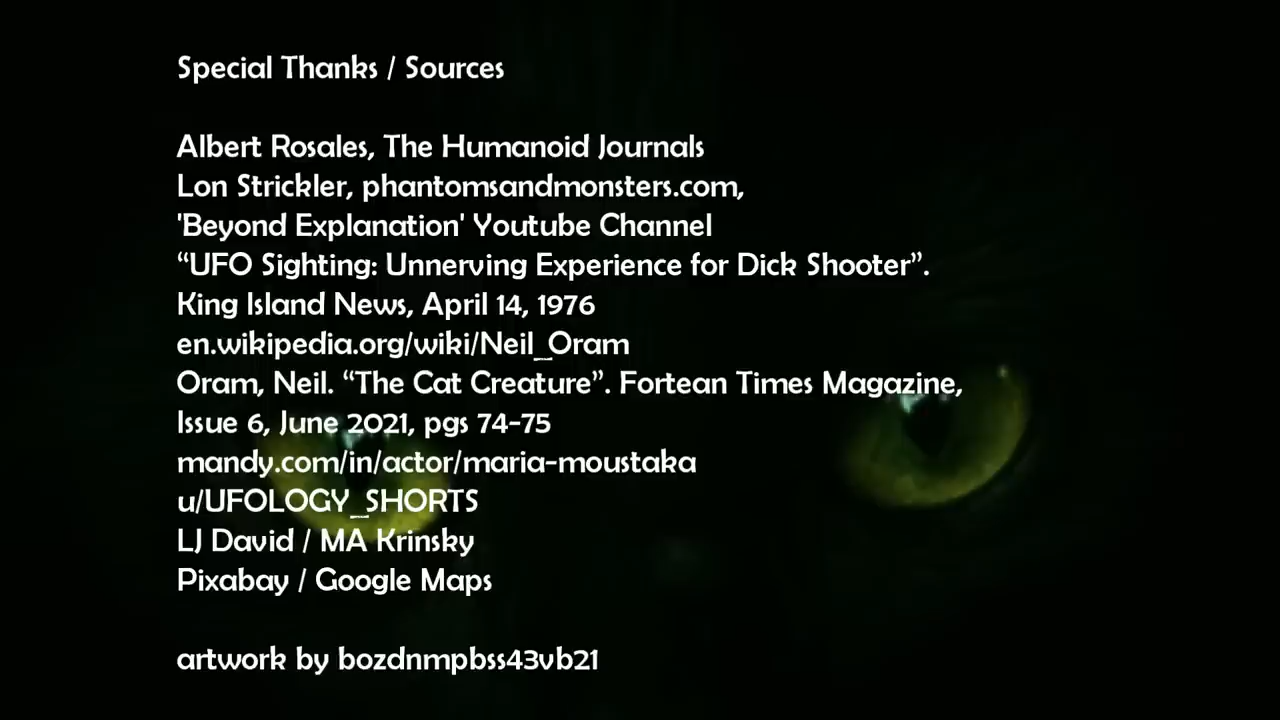 Special Thanks / Sources
Albert Rosales, The Humanoid Journals
Lon Strickler, phantomsandmonsters.com,
'Beyond Explanation' Youtube Channel
“UFO Sighting: Unnerving Experience for Dick Shooter”.
King Island News, April 14, 1976
en.wikipedia.org/wiki/Neil_Oram
Oram, Neil. “The Cat Creature”. Fortean Times Magazine,
Issue 6, June 2021, pgs 74-75
mandy.com/in/actor/maria-moustaka
u/UFOLOGY_SHORTS
LJ David / MA Krinsky
Pixabay / Google Maps
artwork by bozdnmpbss43vb21